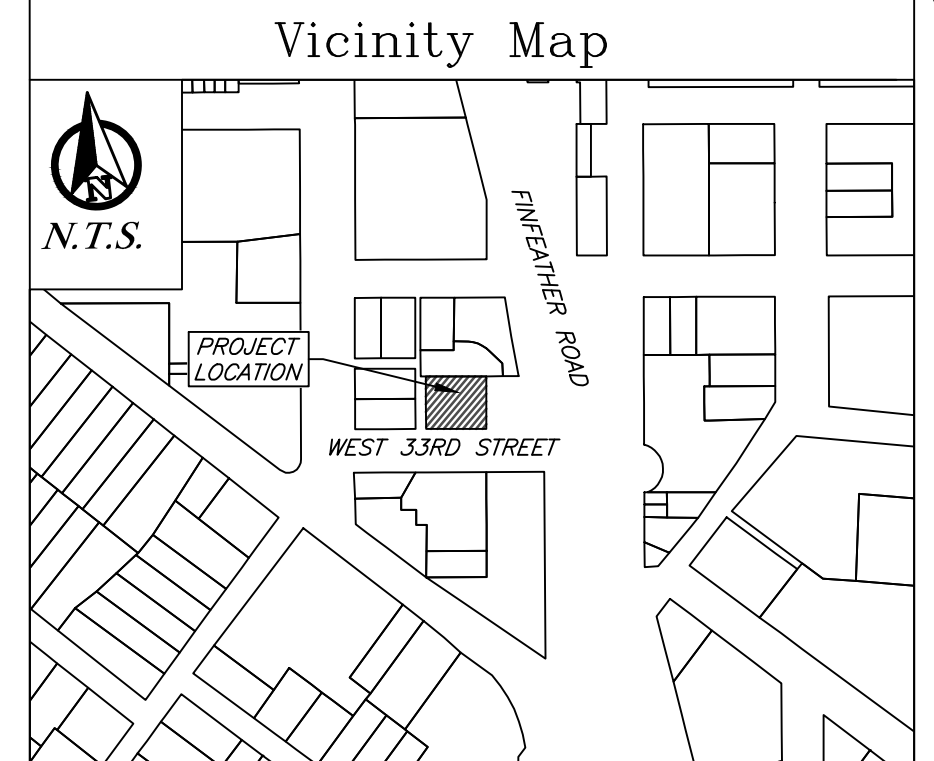 Vicinity Map
N
N.T.S.
FINFEATHER ROAD
PROJECT
LOCATION
WEST 33RD STREET